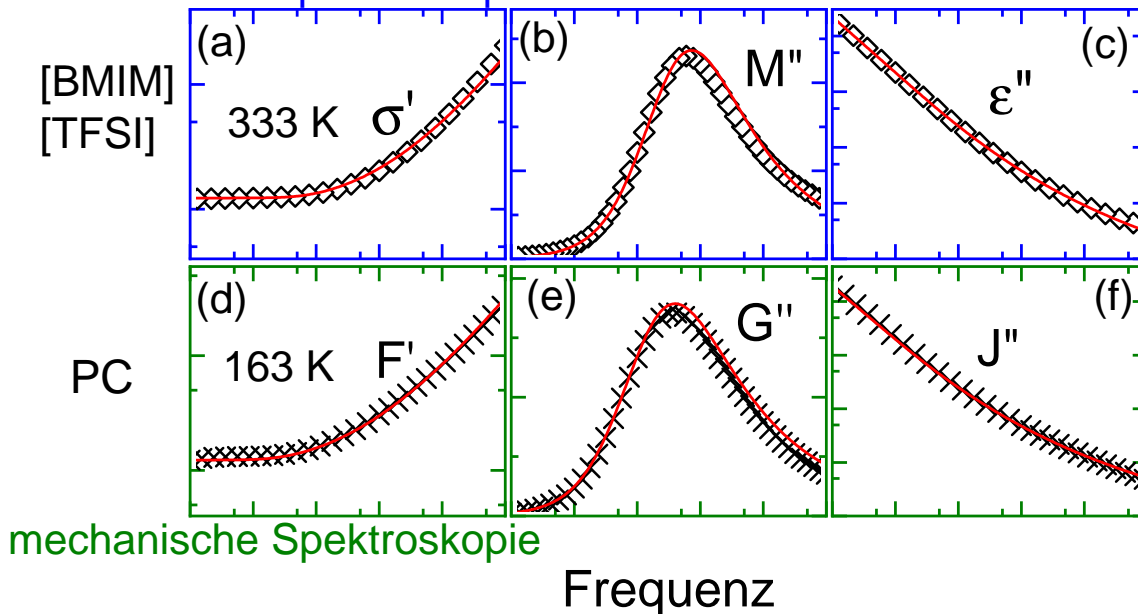 (a) (b) M'' (c)
[BMIM]
[TFSI]
333 K σ' ε''
(d) (e) G'' (f)
PC 163 K F' J''
mechanische Spektroskopie
Frequenz